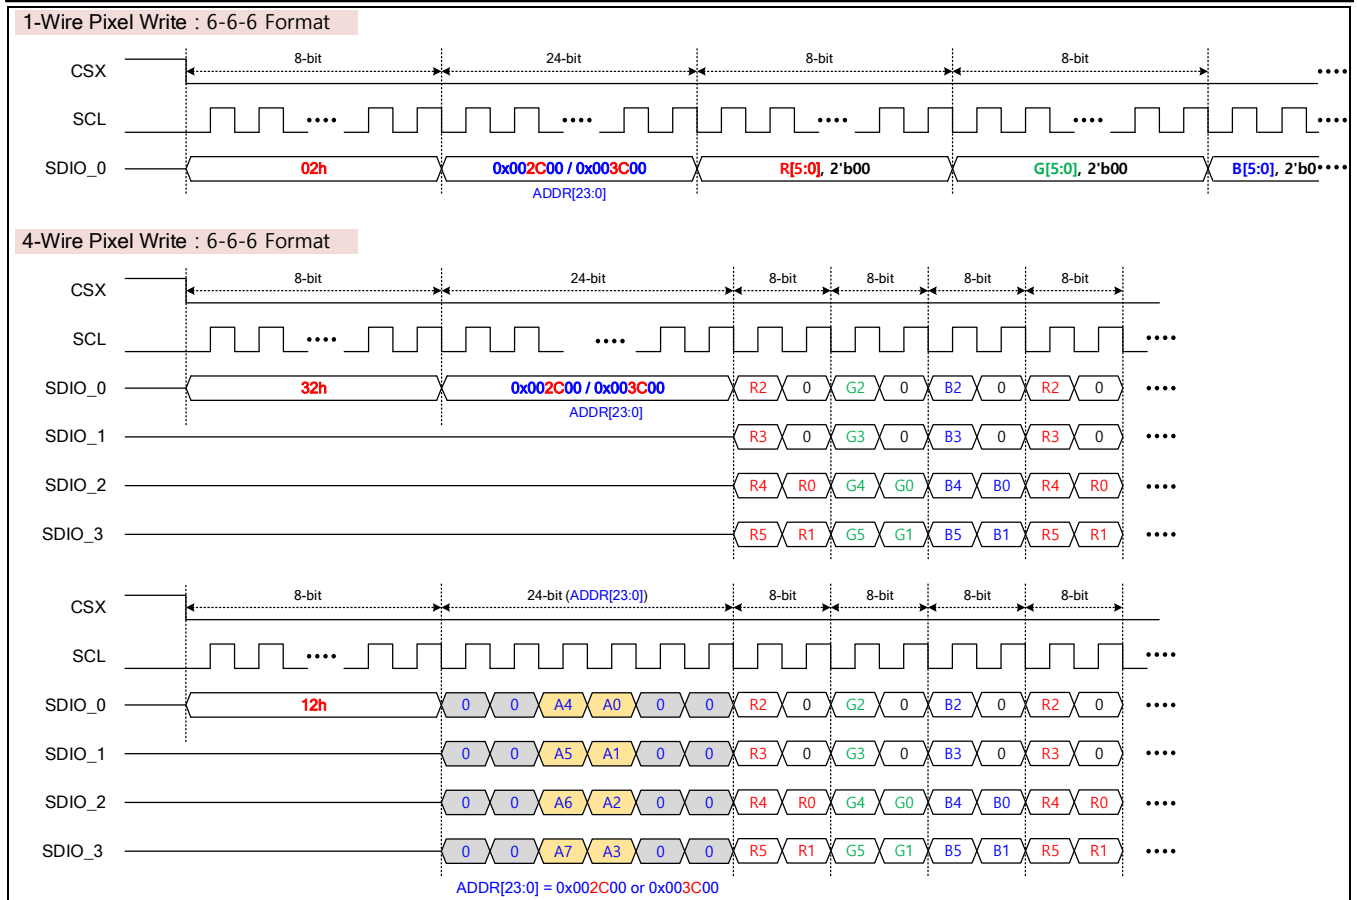 1-Wire Pixel Write : 6-6-6 Format
8-bit 24-bit 8-bit 8-bit
CSX ••••
SCL •••• •••• •••• •••• ••••
SDIO_0 02h 0x002C00 / 0x003C00 R[5:0], 2'b00 G[5:0], 2'b00 B[5:0], 2'b0 ••••
ADDR[23:0]
4-Wire Pixel Write : 6-6-6 Format
8-bit 24-bit 8-bit 8-bit 8-bit 8-bit
CSX
SCL •••• •••• ••••
SDIO_0 32h 0x002C00 / 0x003C00 R2 0 G2 0 B2 0 R2 0 ••••
ADDR[23:0]
SDIO_1 R3 0 G3 0 B3 0 R3 0 ••••
SDIO_2 R4 R0 G4 G0 B4 B0 R4 R0 ••••
SDIO_3 R5 R1 G5 G1 B5 B1 R5 R1 ••••
8-bit 24-bit (ADDR[23:0]) 8-bit 8-bit 8-bit 8-bit
CSX
SCL •••• ••••
SDIO_0 12h 0 0 A4 A0 0 0 R2 0 G2 0 B2 0 R2 0 ••••
SDIO_1 0 0 A5 A1 0 0 R3 0 G3 0 B3 0 R3 0 ••••
SDIO_2 0 0 A6 A2 0 0 R4 R0 G4 G0 B4 B0 R4 R0 ••••
SDIO_3 0 0 A7 A3 0 0 R5 R1 G5 G1 B5 B1 R5 R1 ••••
ADDR[23:0] = 0x002C00 or 0x003C00